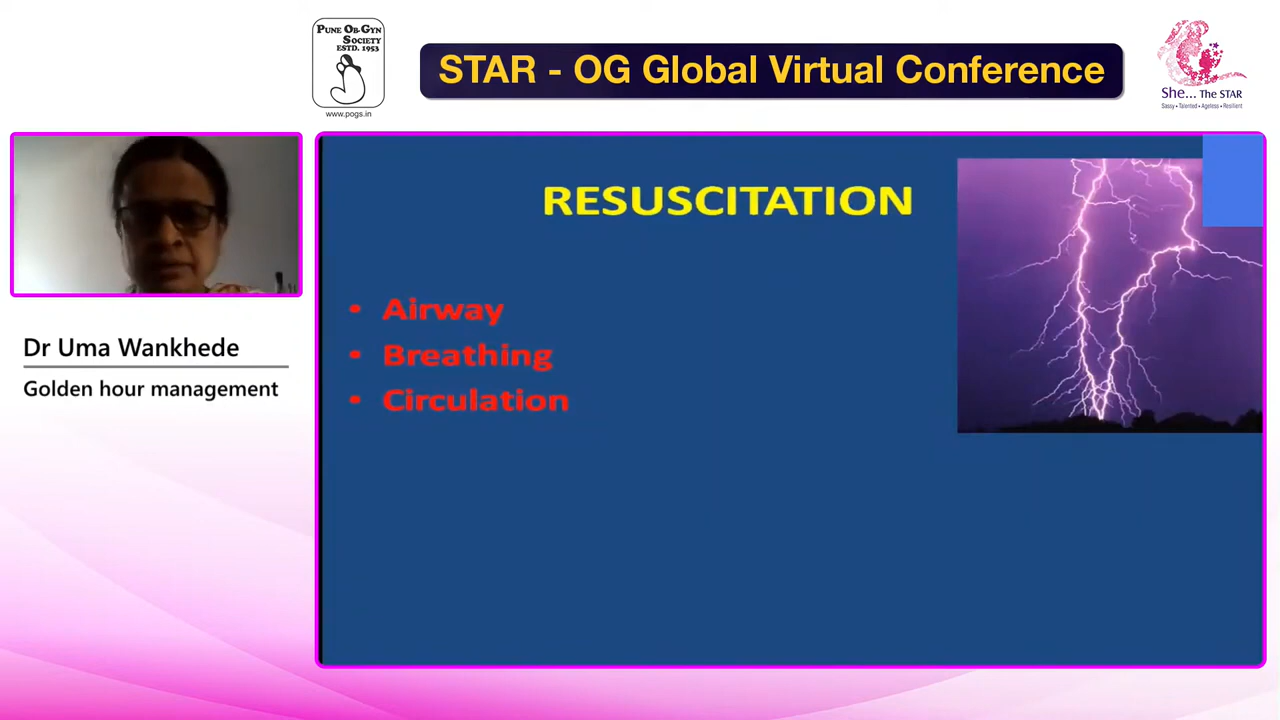 PUNE OB-GYN
SOCIETY
ESTD. 1953
www.pogs.in
STAR - OG Global Virtual Conference
She... The STAR
Sassy • Talented • Ageless • Resilient
Dr Uma Wankhede
Golden hour management
RESUSCITATION
• Airway
• Breathing
• Circulation